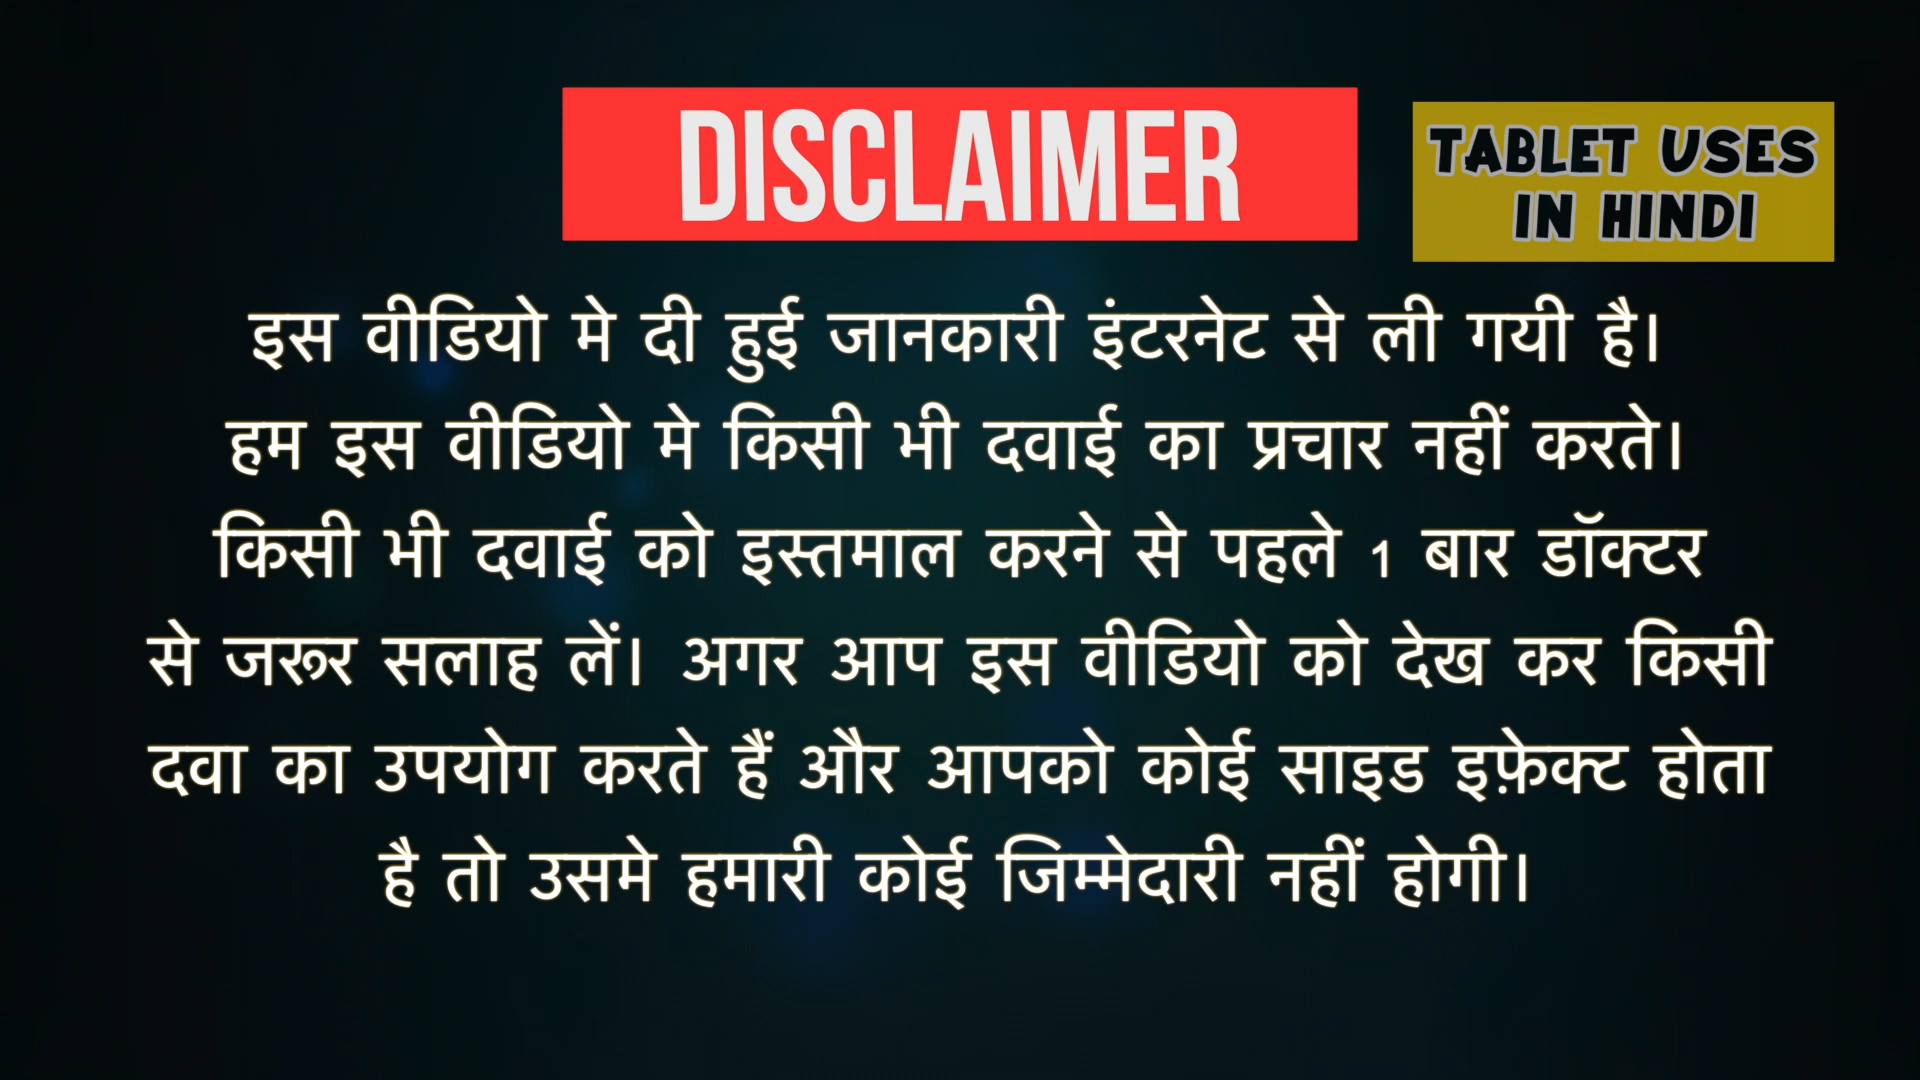 DISCLAIMER
TABLET USES
IN HINDI
इस वीडियो मे दी हुई जानकारी इंटरनेट से ली गयी है।
हम इस वीडियो मे किसी भी दवाई का प्रचार नहीं करते।
किसी भी दवाई को इस्तमाल करने से पहले 1 बार डॉक्टर
से जरूर सलाह लें। अगर आप इस वीडियो को देख कर किसी
दवा का उपयोग करते हैं और आपको कोई साइड इफ़ेक्ट होता
है तो उसमे हमारी कोई जिम्मेदारी नहीं होगी।